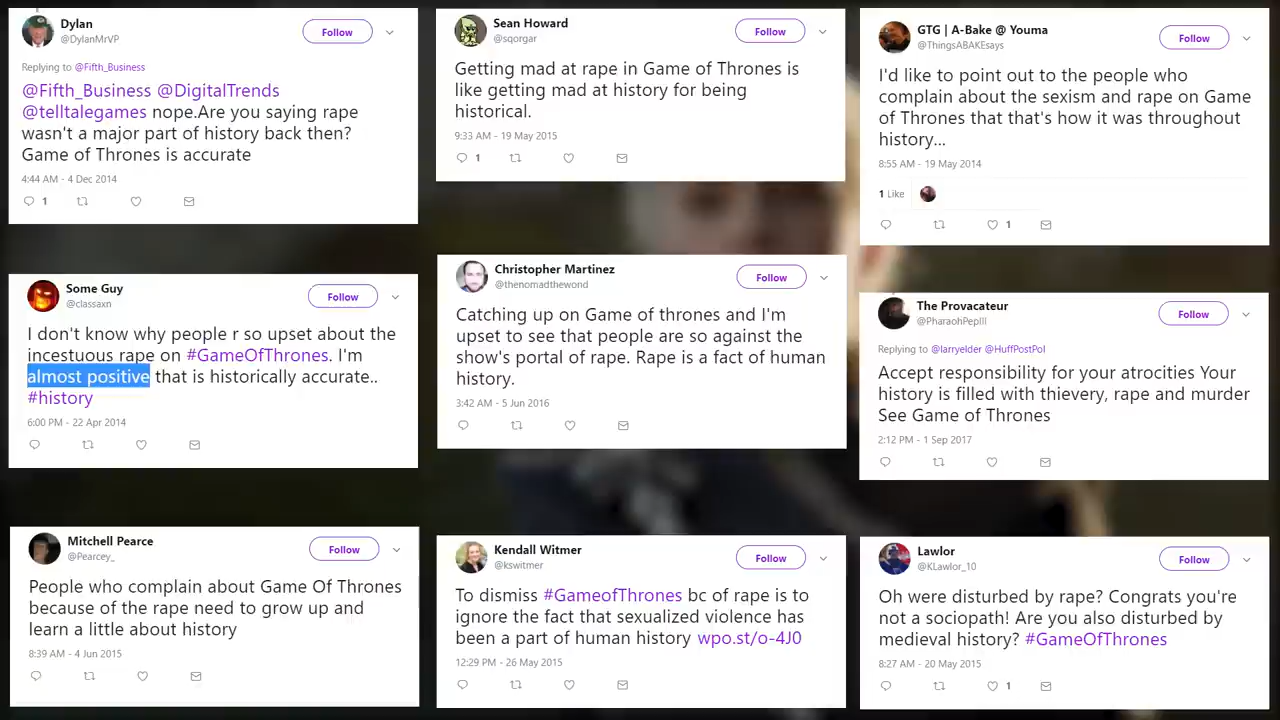 Dylan
@DylanMrVP
Follow
Replying to @Fifth_Business
@Fifth_Business @DigitalTrends
@telltalegames nope.Are you saying rape
wasn't a major part of history back then?
Game of Thrones is accurate
4:44 AM - 4 Dec 2014
1
Sean Howard
@sqorgar
Follow
Getting mad at rape in Game of Thrones is
like getting mad at history for being
historical.
9:33 AM - 19 May 2015
1
GTG | A-Bake @ Youma
@ThingsABAKEsays
Follow
I'd like to point out to the people who
complain about the sexism and rape on Game
of Thrones that that's how it was throughout
history...
8:55 AM - 19 May 2014
1 Like
1
Some Guy
@classaxn
Follow
I don't know why people r so upset about the
incestuous rape on #GameOfThrones. I'm
almost positive that is historically accurate..
#history
6:00 PM - 22 Apr 2014
Christopher Martinez
@thenomadthewond
Follow
Catching up on Game of thrones and I'm
upset to see that people are so against the
show's portal of rape. Rape is a fact of human
history.
3:42 AM - 5 Jun 2016
The Provacateur
@PharaohPepIII
Follow
Replying to @larryelder @HuffPostPol
Accept responsibility for your atrocities Your
history is filled with thievery, rape and murder
See Game of Thrones
2:12 PM - 1 Sep 2017
Mitchell Pearce
@Pearcey_
Follow
People who complain about Game Of Thrones
because of the rape need to grow up and
learn a little about history
8:39 AM - 4 Jun 2015
Kendall Witmer
@kswitmer
Follow
To dismiss #GameofThrones bc of rape is to
ignore the fact that sexualized violence has
been a part of human history wpo.st/o-4J0
12:29 PM - 26 May 2015
Lawlor
@KLawlor_10
Follow
Oh were disturbed by rape? Congrats you're
not a sociopath! Are you also disturbed by
medieval history? #GameOfThrones
8:27 AM - 20 May 2015
1